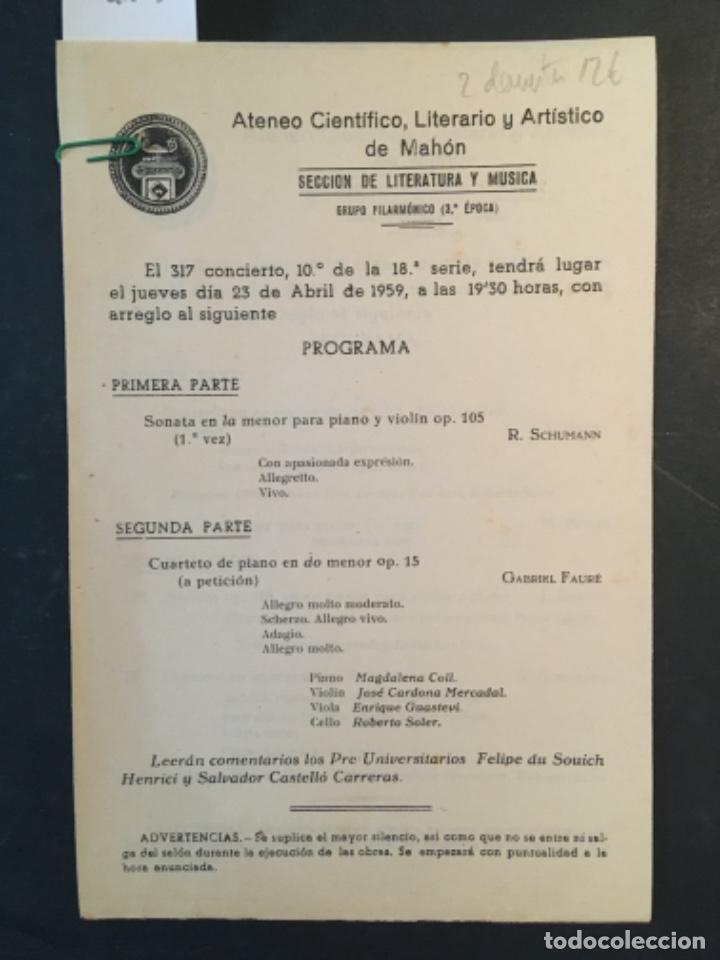 2 12€
Ateneo Científico, Literario y Artístico
de Mahón
SECCION DE LITERATURA Y MUSICA
GRUPO FILARMÓNICO (3.ª ÉPOCA)
El 317 concierto, 10.º de la 18.ª serie, tendrá lugar
el jueves día 23 de Abril de 1959, a las 19'30 horas, con
arreglo al siguiente
PROGRAMA
PRIMERA PARTE
Sonata en la menor para piano y violín op. 105
(1.ª vez) R. SCHUMANN
Con apasionada expresión.
Allegretto.
Vivo.
SEGUNDA PARTE
Cuarteto de piano en do menor op. 15
(a petición) GABRIEL FAURÉ
Allegro molto moderato.
Scherzo. Allegro vivo.
Adagio.
Allegro molto.
Piano Magdalena Coll.
Violín José Cardona Mercadal.
Viola Enrique Guasteví.
Cello Roberto Soler.
Leerán comentarios los Pre Universitarios Felipe du Souich
Henrici y Salvador Castelló Carreras.
ADVERTENCIAS.- Se suplica el mayor silencio, así como que no se entre ni sal-
ga del salón durante la ejecución de las obras. Se empezará con puntualidad a la
hora anunciada.
todocoleccion